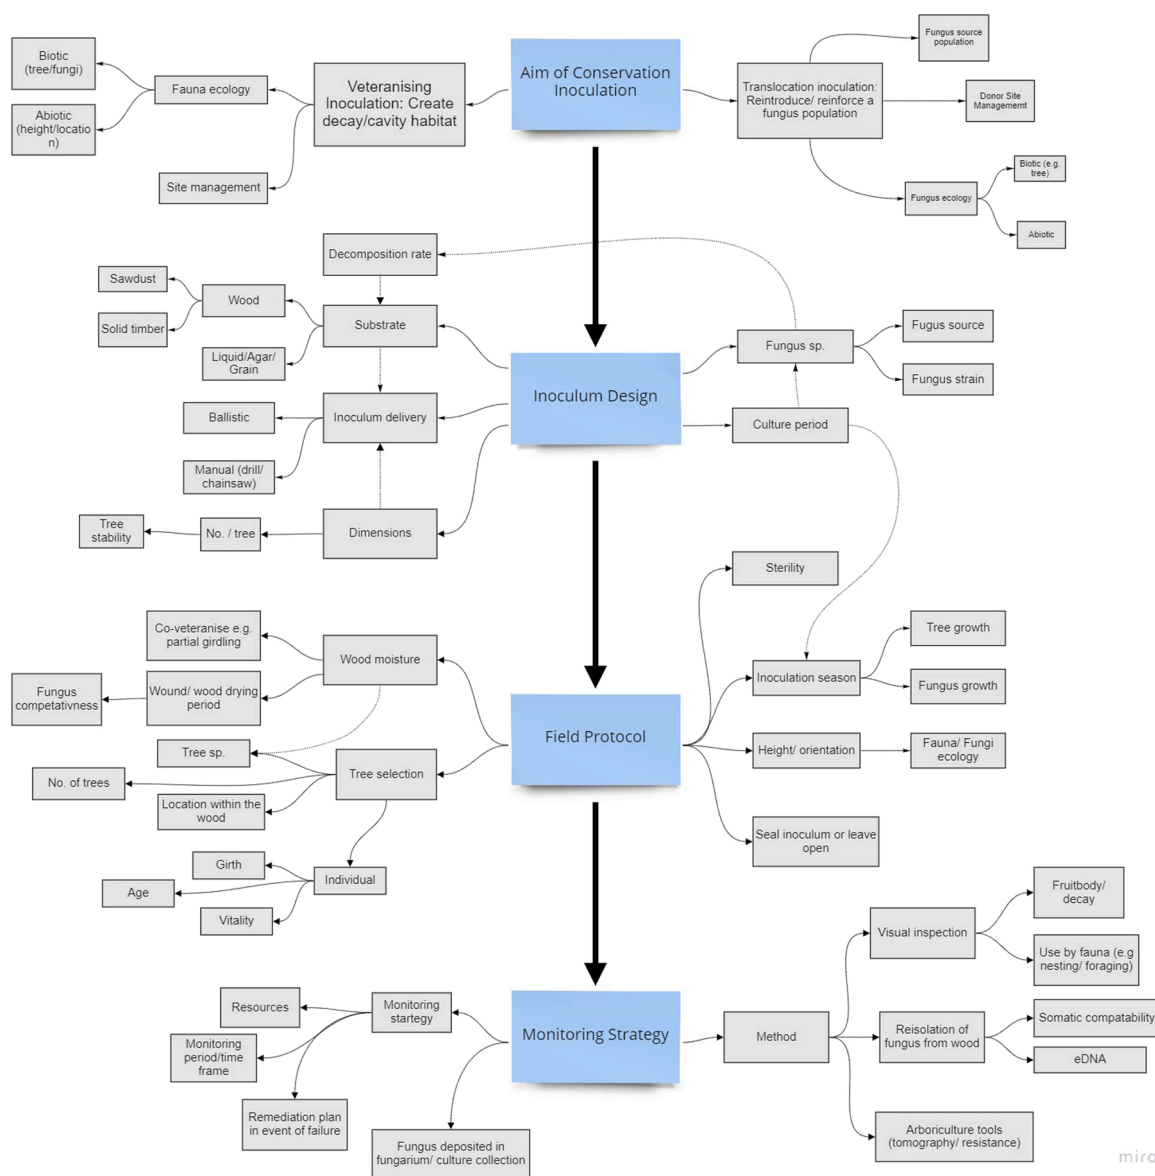 Aim of Conservation
Inoculation
Veteranising
Inoculation: Create
decay/cavity habitat
Fauna ecology
Biotic
(tree/fungi)
Abiotic
(height/locatio
n)
Site management
Translocation inoculation:
Reintroduce/ reinforce a
fungus population
Fungus source
population
Donor Site
Management
Fungus ecology
Biotic (e.g.
tree)
Abiotic
Inoculum Design
Decomposition rate
Substrate
Wood
Sawdust
Solid timber
Liquid/Agar/
Grain
Inoculum delivery
Ballistic
Manual (drill/
chainsaw)
Dimensions
No. / tree
Tree
stability
Fungus sp.
Fugus source
Fungus strain
Culture period
Field Protocol
Wood moisture
Co-veteranise e.g.
partial girdling
Wound/ wood drying
period
Fungus
competativness
Tree selection
Tree sp.
No. of trees
Location within the
wood
Individual
Girth
Age
Vitality
Sterility
Inoculation season
Tree growth
Fungus growth
Height/ orientation
Fauna/ Fungi
ecology
Seal inoculum or leave
open
Monitoring Strategy
Monitoring
startegy
Resources
Monitoring
period/time
frame
Remediation plan
in event of failure
Fungus deposited in
fungarium/ culture collection
Method
Visual inspection
Fruitbody/
decay
Use by fauna (e.g
nesting/ foraging)
Reisolation of
fungus from wood
Somatic compatability
eDNA
Arboriculture tools
(tomography/ resistance)